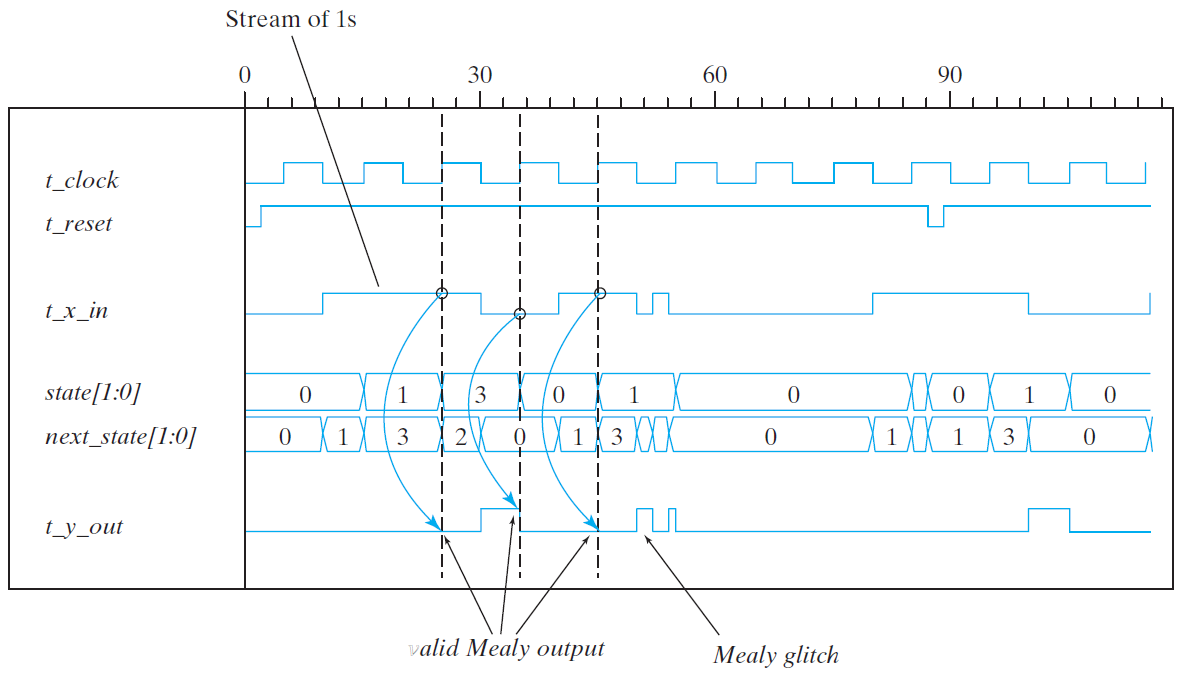 Stream of 1s
0 30 60 90
t_clock
t_reset
t_x_in
state[1:0] 0 1 3 0 1 0 0 1 0
next_state[1:0] 0 1 3 2 0 1 3 0 1 1 3 0
t_y_out
valid Mealy output
Mealy glitch